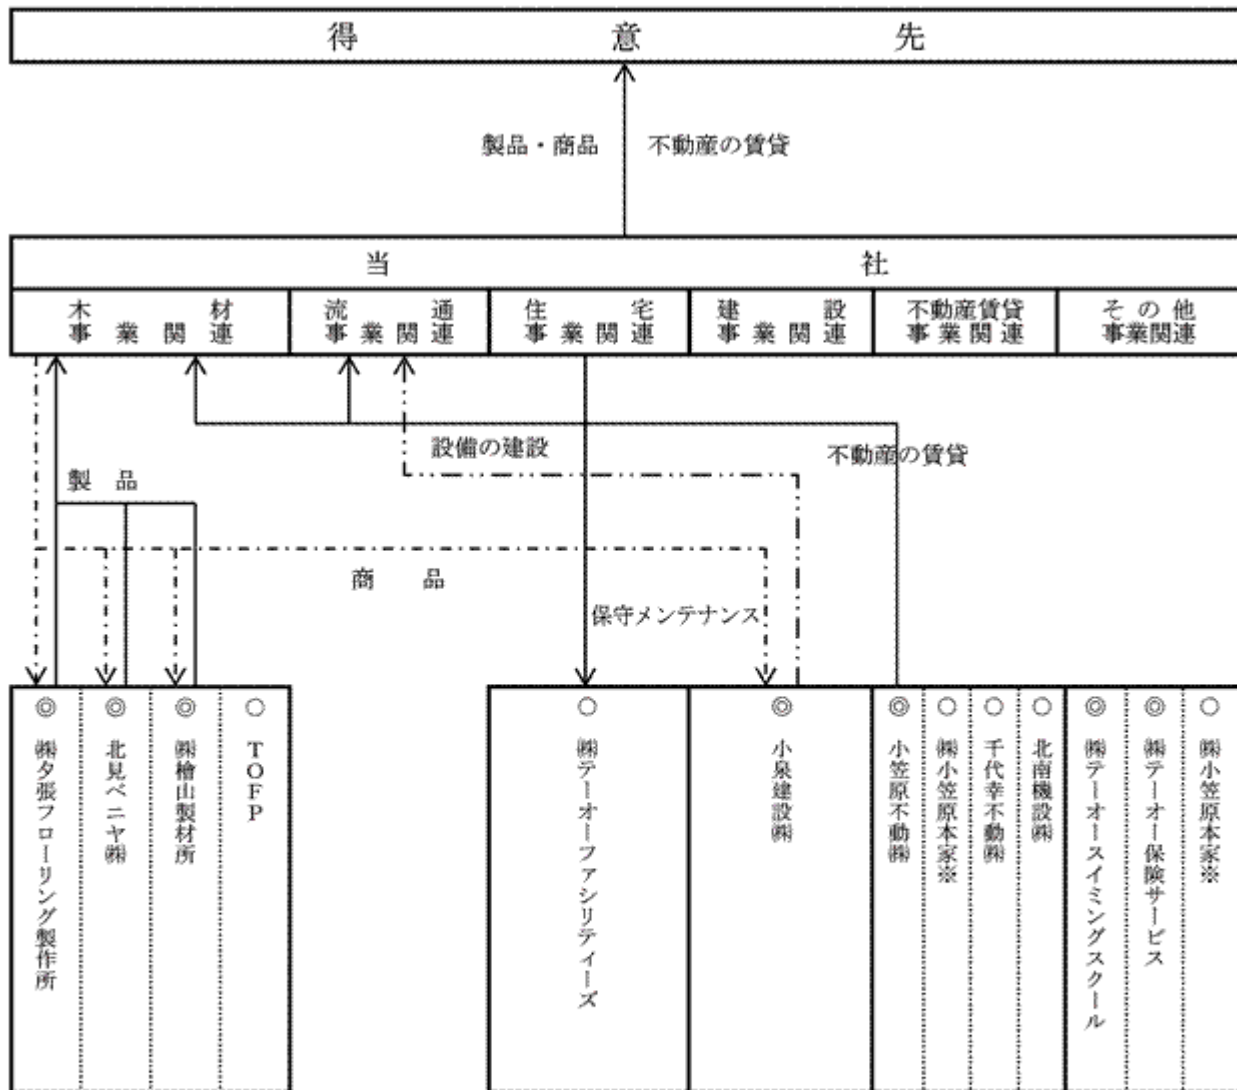 得意先
製品・商品
不動産の賃貸
当社
木材
事業関連
流通
事業関連
住宅
事業関連
建設
事業関連
不動産賃貸
事業関連
その他
事業関連
設備の建設
不動産の賃貸
製品
商品
保守メンテナンス
◎
㈱夕張フローリング製作所
◎
北見ベニヤ㈱
◎
㈱檜山製材所
○
TOFP
○
㈱テーオーファシリティーズ
◎
小泉建設㈱
◎
小笠原不動㈱
○
㈱小笠原本家※
○
千代幸不動㈱
○
北南機設㈱
◎
㈱テーオースイミングスクール
◎
㈱テーオー保険サービス
○
㈱小笠原本家※